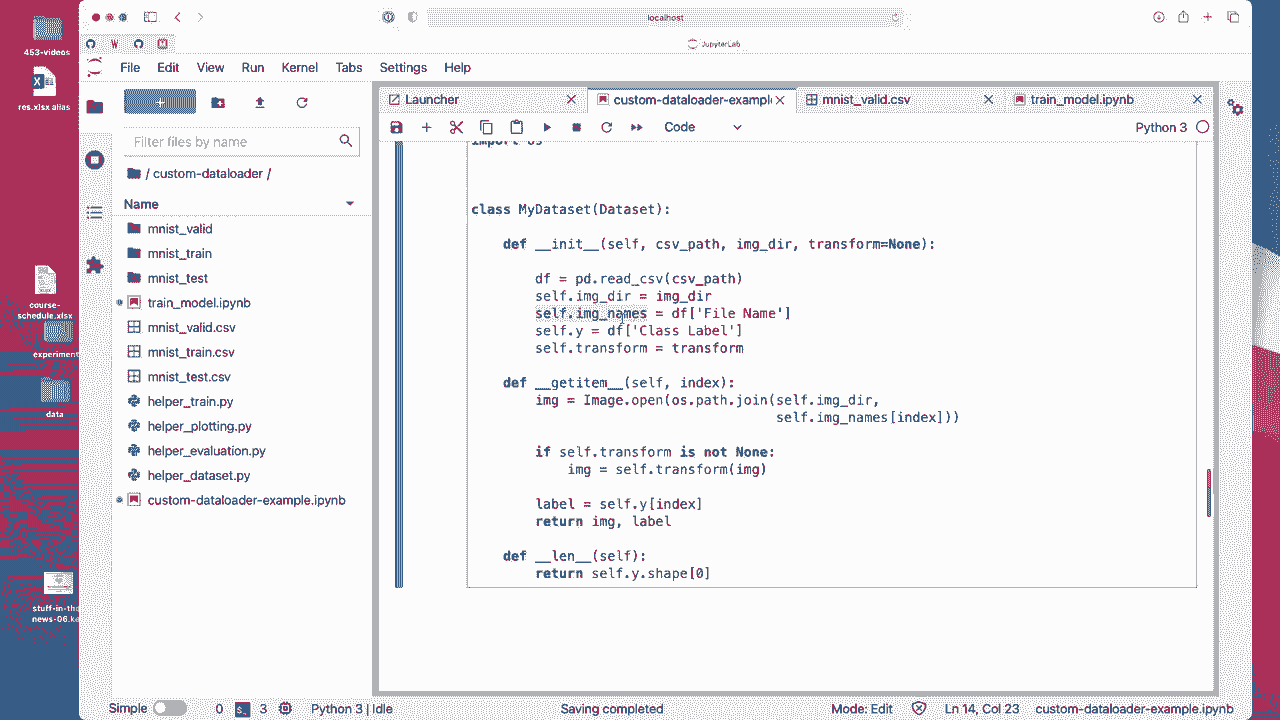 localhost
JupyterLab
File Edit View Run Kernel Tabs Settings Help
453-videos
res.xlsx alias
course-
schedule.xlsx
experiment
data
stuff-in-the
news-06.ke
Filter files by name
/ custom-dataloader /
Name
mnist_valid
mnist_train
mnist_test
train_model.ipynb
mnist_valid.csv
mnist_train.csv
mnist_test.csv
helper_train.py
helper_plotting.py
helper_evaluation.py
helper_dataset.py
custom-dataloader-example.ipynb
Launcher custom-dataloader-example mnist_valid.csv train_model.ipynb
Code Python 3
import os
class MyDataset(Dataset):
def __init__(self, csv_path, img_dir, transform=None):
df = pd.read_csv(csv_path)
self.img_dir = img_dir
self.img_names = df['File Name']
self.y = df['Class Label']
self.transform = transform
def __getitem__(self, index):
img = Image.open(os.path.join(self.img_dir,
self.img_names[index]))
if self.transform is not None:
img = self.transform(img)
label = self.y[index]
return img, label
def __len__(self):
return self.y.shape[0]
Simple 0 $_ 3 Python 3 | Idle Saving completed Mode: Edit Ln 14, Col 23 custom-dataloader-example.ipynb